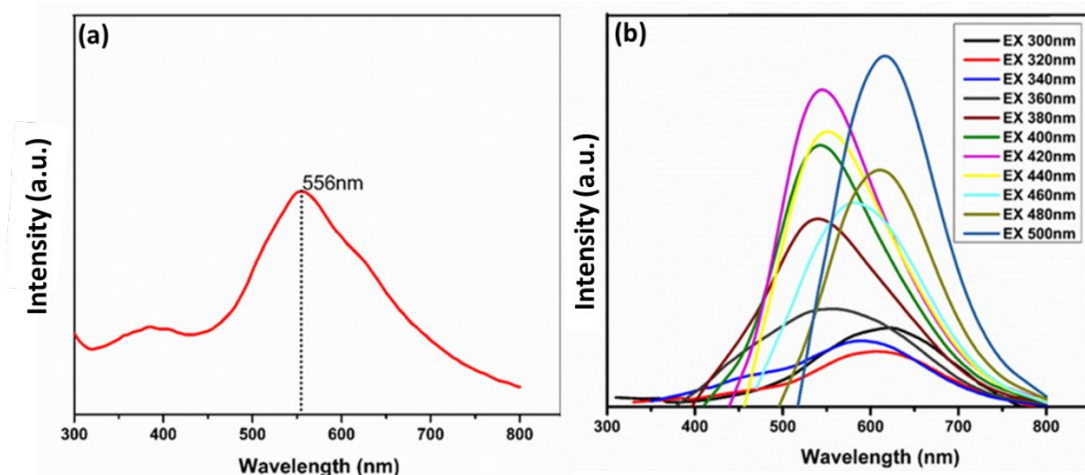 (a)
556nm
Intensity (a.u.)
300 400 500 600 700 800
Wavelength (nm)
(b)
EX 300nm
EX 320nm
EX 340nm
EX 360nm
EX 380nm
EX 400nm
EX 420nm
EX 440nm
EX 460nm
EX 480nm
EX 500nm
Intensity (a.u.)
300 400 500 600 700 800
Wavelength (nm)